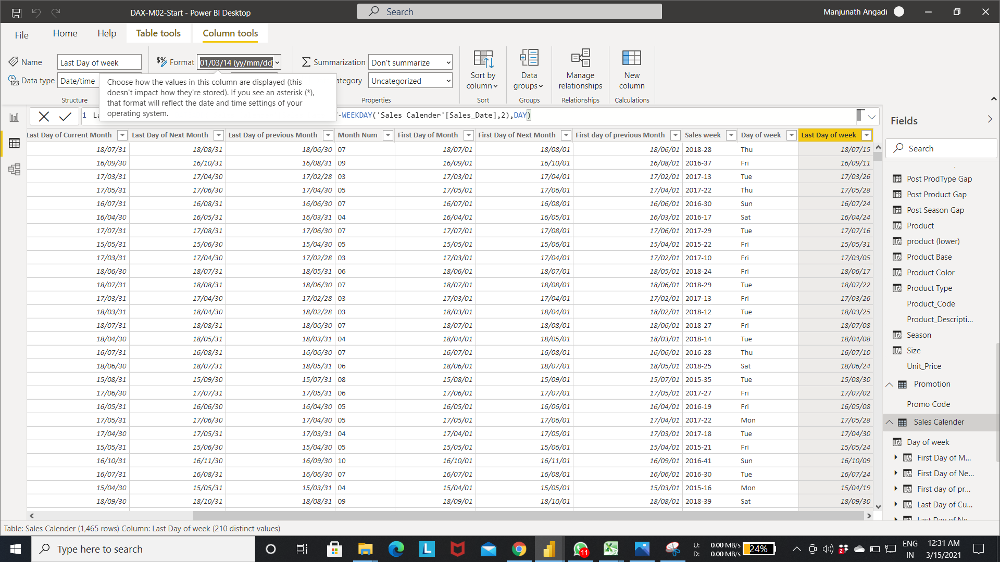 DAX-M02-Start - Power BI Desktop
Search
Manjunath Angadi
File Home Help Table tools Column tools
Name Last Day of week
Data type Date/time
Structure
$% Format 01/03/14 (yy/mm/dd)
Choose how the values in this column are displayed (this
doesn't impact how they're stored). If you see an asterisk (*),
that format will reflect the date and time settings of your
operating system.
Summarization Don't summarize
ategory Uncategorized
Properties
Sort by
column
Sort
Data
groups
Groups
Manage
relationships
Relationships
New
column
Calculations
1 La -WEEKDAY('Sales Calender'[Sales_Date],2),DAY)
Last Day of Current Month Last Day of Next Month Last Day of previous Month Month Num First Day of Month First Day of Next Month First day of previous Month Sales week Day of week Last Day of week
18/07/31 18/08/31 18/06/30 07 18/07/01 18/08/01 18/06/01 2018-28 Thu 18/07/15
16/09/30 16/10/31 16/08/31 09 16/09/01 16/10/01 16/08/01 2016-37 Fri 16/09/11
17/03/31 17/04/30 17/02/28 03 17/03/01 17/04/01 17/02/01 2017-13 Tue 17/03/26
17/05/31 17/06/30 17/04/30 05 17/05/01 17/06/01 17/04/01 2017-22 Thu 17/05/28
16/07/31 16/08/31 16/06/30 07 16/07/01 16/08/01 16/06/01 2016-30 Sun 16/07/24
16/04/30 16/05/31 16/03/31 04 16/04/01 16/05/01 16/03/01 2016-17 Sat 16/04/24
17/07/31 17/08/31 17/06/30 07 17/07/01 17/08/01 17/06/01 2017-29 Tue 17/07/16
15/05/31 15/06/30 15/04/30 05 15/05/01 15/06/01 15/04/01 2015-22 Fri 15/05/31
17/03/31 17/04/30 17/02/28 03 17/03/01 17/04/01 17/02/01 2017-10 Fri 17/03/05
18/06/30 18/07/31 18/05/31 06 18/06/01 18/07/01 18/05/01 2018-24 Fri 18/06/17
18/07/31 18/08/31 18/06/30 07 18/07/01 18/08/01 18/06/01 2018-29 Tue 18/07/22
17/03/31 17/04/30 17/02/28 03 17/03/01 17/04/01 17/02/01 2017-13 Fri 17/03/26
18/03/31 18/04/30 18/02/28 03 18/03/01 18/04/01 18/02/01 2018-12 Tue 18/03/25
18/07/31 18/08/31 18/06/30 07 18/07/01 18/08/01 18/06/01 2018-27 Fri 18/07/08
18/04/30 18/05/31 18/03/31 04 18/04/01 18/05/01 18/03/01 2018-14 Tue 18/04/08
16/07/31 16/08/31 16/06/30 07 16/07/01 16/08/01 16/06/01 2016-28 Thu 16/07/10
18/06/30 18/07/31 18/05/31 06 18/06/01 18/07/01 18/05/01 2018-25 Sat 18/06/24
15/08/31 15/09/30 15/07/31 08 15/08/01 15/09/01 15/07/01 2015-35 Tue 15/08/30
17/06/30 17/07/31 17/05/31 06 17/06/01 17/07/01 17/05/01 2017-27 Fri 17/07/02
16/05/31 16/06/30 16/04/30 05 16/05/01 16/06/01 16/04/01 2016-19 Fri 16/05/08
17/05/31 17/06/30 17/04/30 05 17/05/01 17/06/01 17/04/01 2017-22 Mon 17/05/28
17/04/30 17/05/31 17/03/31 04 17/04/01 17/05/01 17/03/01 2017-18 Tue 17/04/30
15/05/31 15/06/30 15/04/30 05 15/05/01 15/06/01 15/04/01 2015-21 Fri 15/05/24
16/10/31 16/11/30 16/09/30 10 16/10/01 16/11/01 16/09/01 2016-41 Sun 16/10/09
16/07/31 16/08/31 16/06/30 07 16/07/01 16/08/01 16/06/01 2016-30 Tue 16/07/24
15/04/30 15/05/31 15/03/31 04 15/04/01 15/05/01 15/03/01 2015-16 Mon 15/04/19
18/09/30 18/10/31 18/08/31 09 18/09/01 18/10/01 18/08/01 2018-39 Sat 18/09/30
Fields
Search
Post ProdType Gap
Post Product Gap
Post Season Gap
Product
product (lower)
Product Base
Product Color
Product Type
Product_Code
Product_Descripti...
Season
Size
Unit_Price
Promotion
Promo Code
Sales Calender
Day of week
First Day of M...
First Day of Ne...
First day of pr...
Last Day of Cu...
Last Day of Ne
Table: Sales Calender (1,465 rows) Column: Last Day of week (210 distinct values)
Type here to search
11
U: 0.00 MB/s
D: 0.00 MB/s
24%
2
ENG
IN
12:31 AM
3/15/2021